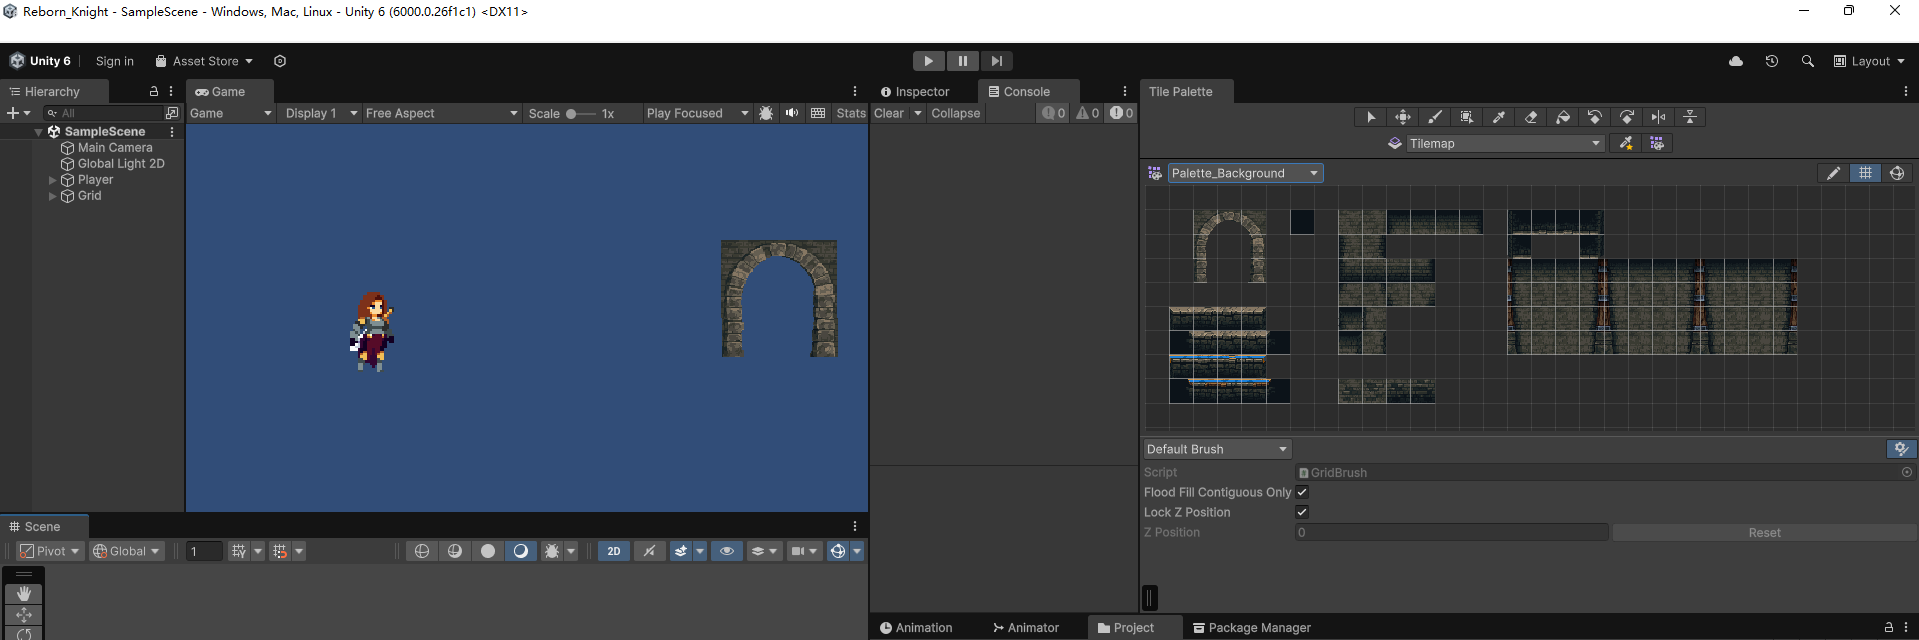 Reborn_Knight - SampleScene - Windows, Mac, Linux - Unity 6 (6000.0.26f1c1) <DX11>
Unity 6 Sign in Asset Store Layout
Hierarchy Game Inspector Console Tile Palette
All Game Display 1 Free Aspect Scale 1x Play Focused Stats Clear Collapse 0 0 0
SampleScene
Main Camera
Global Light 2D
Player
Grid
Tilemap
Palette_Background
Default Brush
Script GridBrush
Flood Fill Contiguous Only
Lock Z Position
Z Position 0 Reset
Scene
Pivot Global 1 2D
Animation Animator Project Package Manager